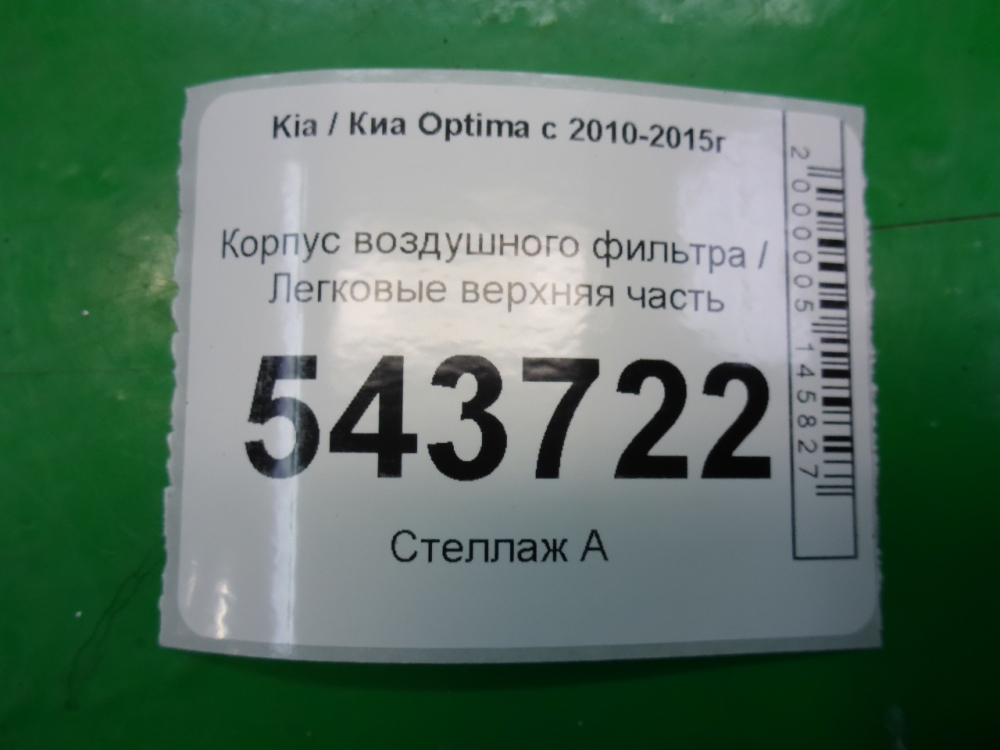 Kia / Киа Optima с 2010-2015г
Корпус воздушного фильтра /
Легковые верхняя часть
543722
Стеллаж А
2000005145827